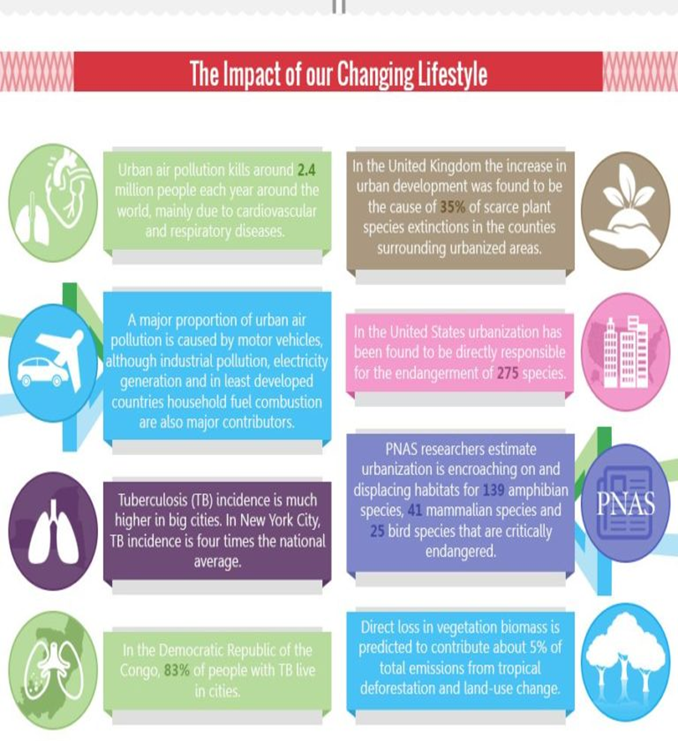 The Impact of our Changing Lifestyle
Urban air pollution kills around 2.4
million people each year around the
world, mainly due to cardiovascular
and respiratory diseases.
In the United Kingdom the increase in
urban development was found to be
the cause of 35% of scarce plant
species extinctions in the counties
surrounding urbanized areas.
A major proportion of urban air
pollution is caused by motor vehicles,
although industrial pollution, electricity
generation and in least developed
countries household fuel combustion
are also major contributors.
In the United States urbanization has
been found to be directly responsible
for the endangerment of 275 species.
Tuberculosis (TB) incidence is much
higher in big cities. In New York City,
TB incidence is four times the national
average.
PNAS researchers estimate
urbanization is encroaching on and
displacing habitats for 139 amphibian
species, 41 mammalian species and
25 bird species that are critically
endangered.
PNAS
In the Democratic Republic of the
Congo, 83% of people with TB live
in cities.
Direct loss in vegetation biomass is
predicted to contribute about 5% of
total emissions from tropical
deforestation and land-use change.